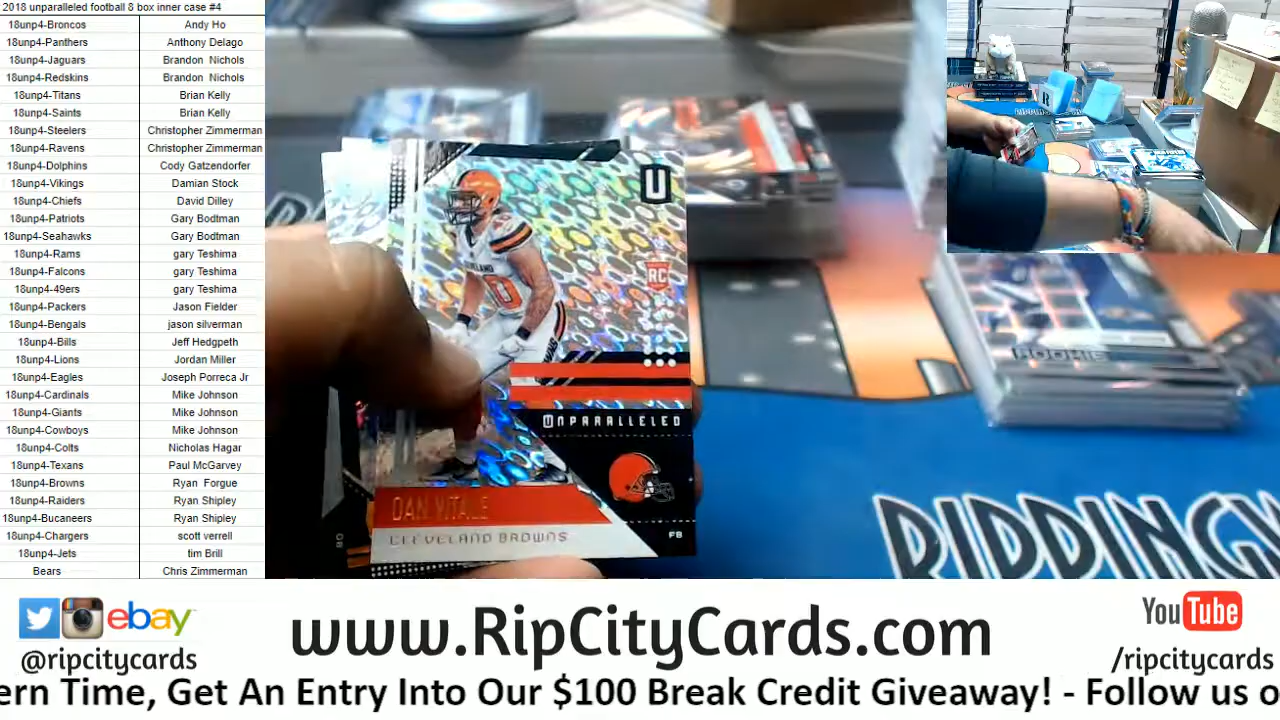 2018 unparalleled football 8 box inner case #4
18unp4-Broncos Andy Ho
18unp4-Panthers Anthony Delago
18unp4-Jaguars Brandon Nichols
18unp4-Redskins Brandon Nichols
18unp4-Titans Brian Kelly
18unp4-Saints Brian Kelly
18unp4-Steelers Christopher Zimmerman
18unp4-Ravens Christopher Zimmerman
18unp4-Dolphins Cody Gatzendorfer
18unp4-Vikings Damian Stock
18unp4-Chiefs David Dilley
18unp4-Patriots Gary Bodtman
18unp4-Seahawks Gary Bodtman
18unp4-Rams gary Teshima
18unp4-Falcons gary Teshima
18unp4-49ers gary Teshima
18unp4-Packers Jason Fielder
18unp4-Bengals jason silverman
18unp4-Bills Jeff Hedgpeth
18unp4-Lions Jordan Miller
18unp4-Eagles Joseph Porreca Jr
18unp4-Cardinals Mike Johnson
18unp4-Giants Mike Johnson
18unp4-Cowboys Mike Johnson
18unp4-Colts Nicholas Hagar
18unp4-Texans Paul McGarvey
18unp4-Browns Ryan Forgue
18unp4-Raiders Ryan Shipley
18unp4-Bucaneers Ryan Shipley
18unp4-Chargers scott verrell
18unp4-Jets tim Brill
Bears Chris Zimmerman
U
RC
UNPARALLELED
DAN VITALE
CLEVELAND BROWNS
FB
ROOKIE
RIPPINGW
ebay
@ripcitycards
www.RipCityCards.com
YouTube
/ripcitycards
ern Time, Get An Entry Into Our $100 Break Credit Giveaway! - Follow us o